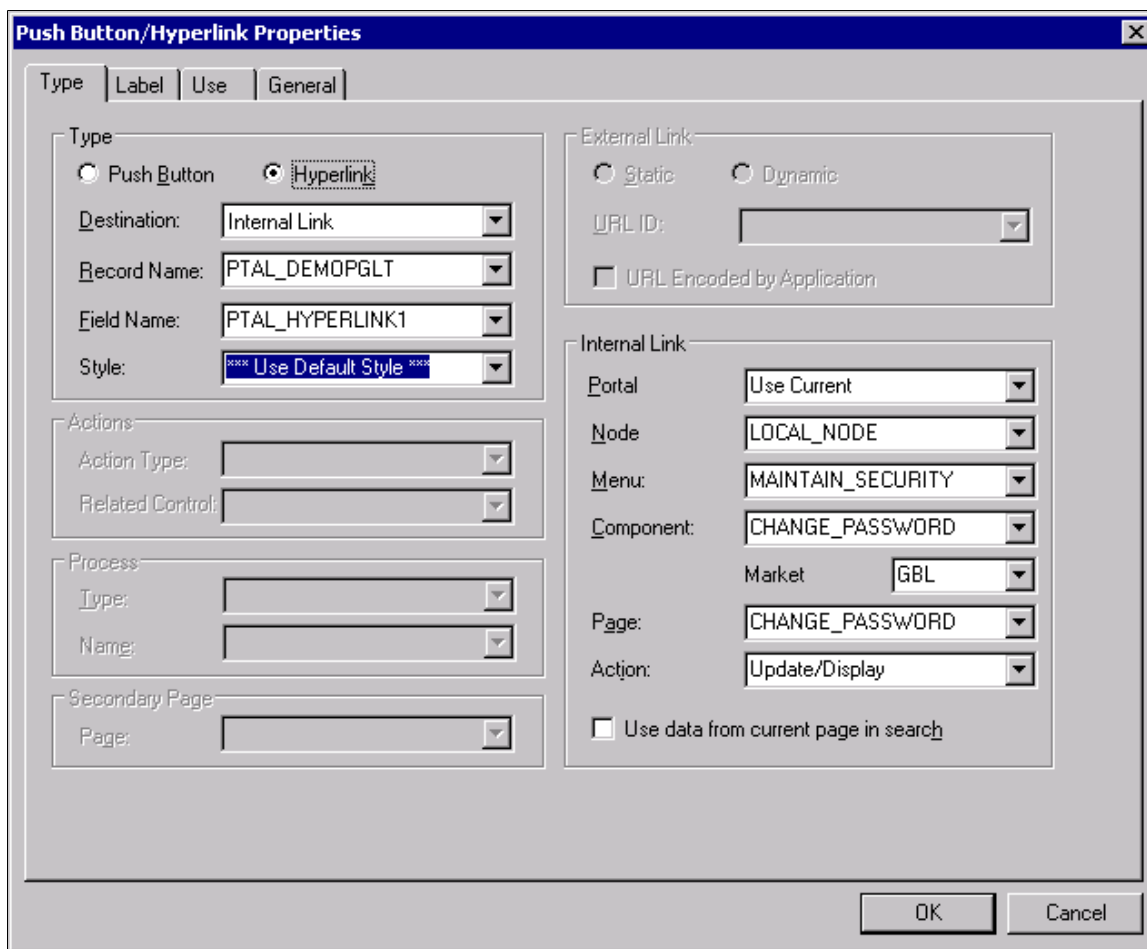 Push Button/Hyperlink Properties
Type Label Use General
Type
Push Button Hyperlink
Destination: Internal Link
Record Name: PTAL_DEMOPGLT
Field Name: PTAL_HYPERLINK1
Style: *** Use Default Style ***
Actions
Action Type:
Related Control:
Process
Type:
Name:
Secondary Page
Page:
External Link
Static Dynamic
URL ID:
URL Encoded by Application
Internal Link
Portal Use Current
Node LOCAL_NODE
Menu: MAINTAIN_SECURITY
Component: CHANGE_PASSWORD
Market GBL
Page: CHANGE_PASSWORD
Action: Update/Display
Use data from current page in search
OK Cancel